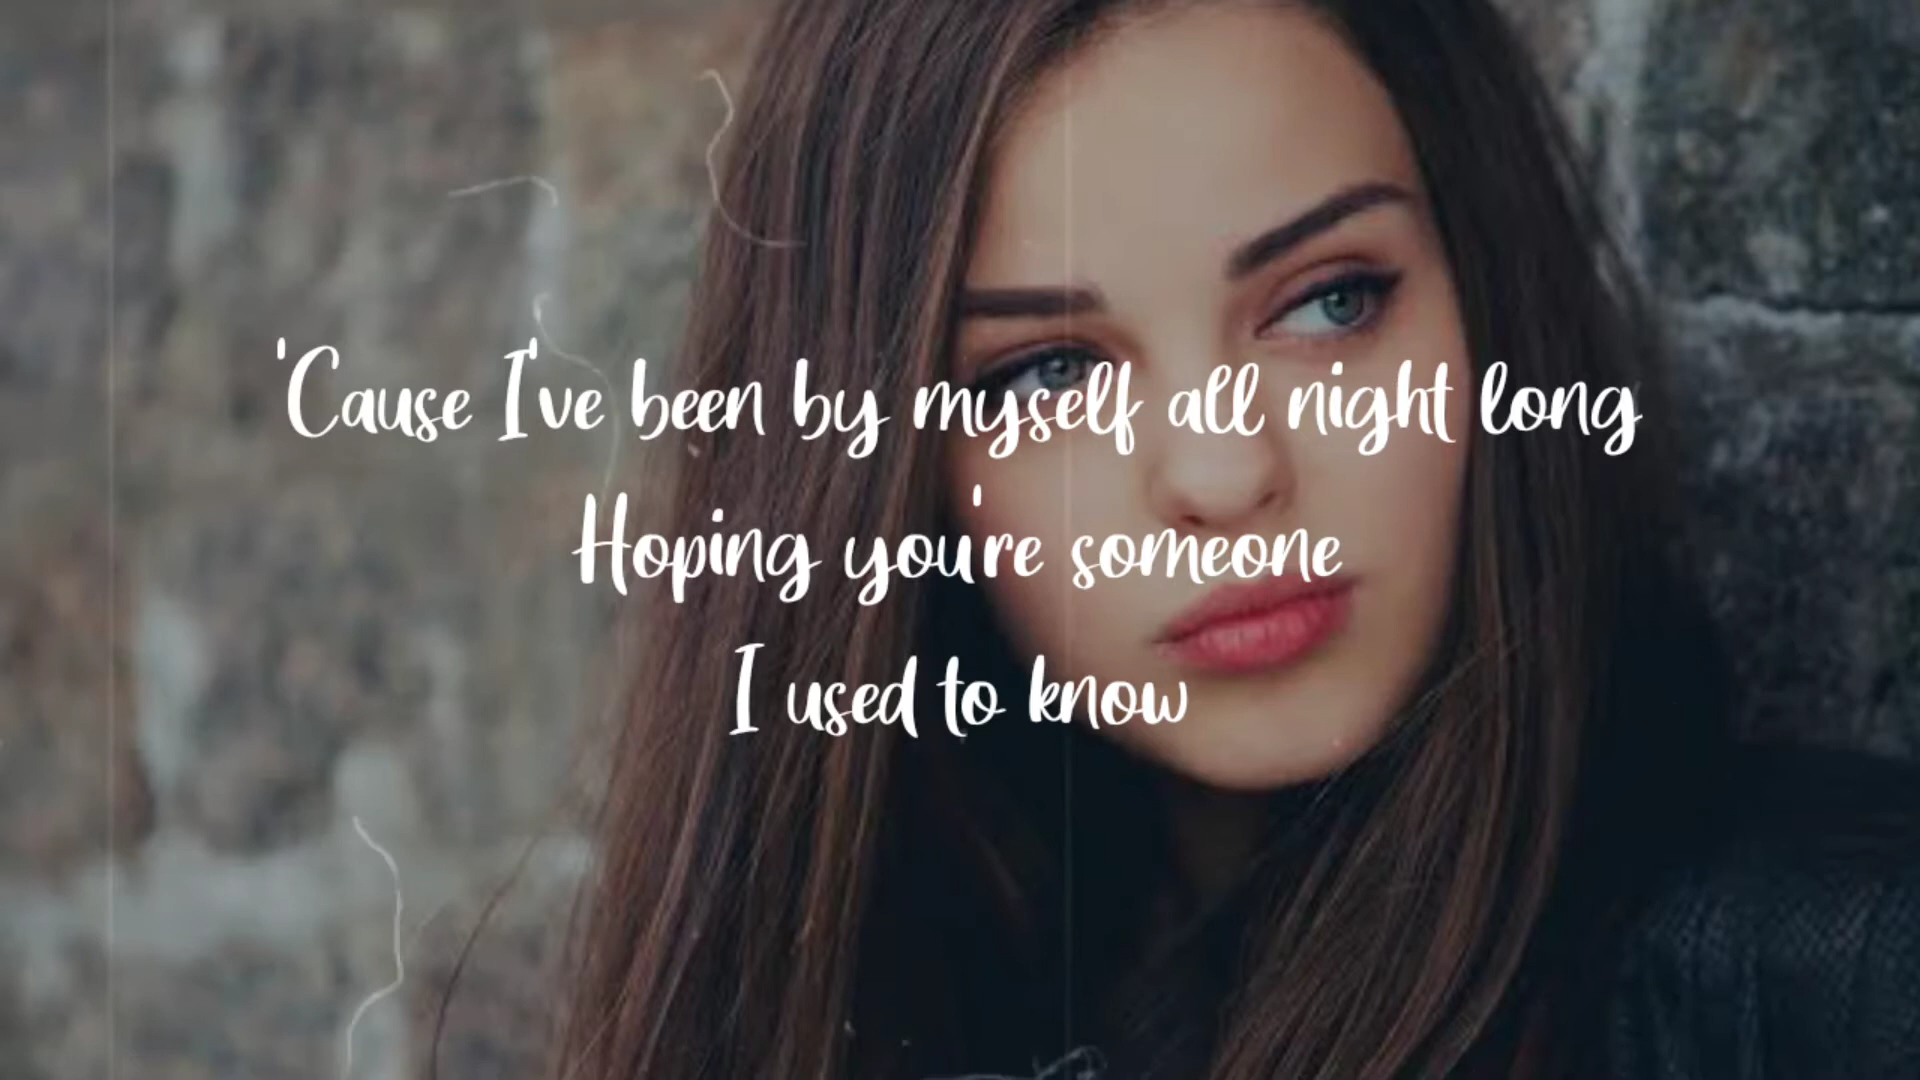 'Cause I've been by myself all night long
Hoping you're someone
I used to know